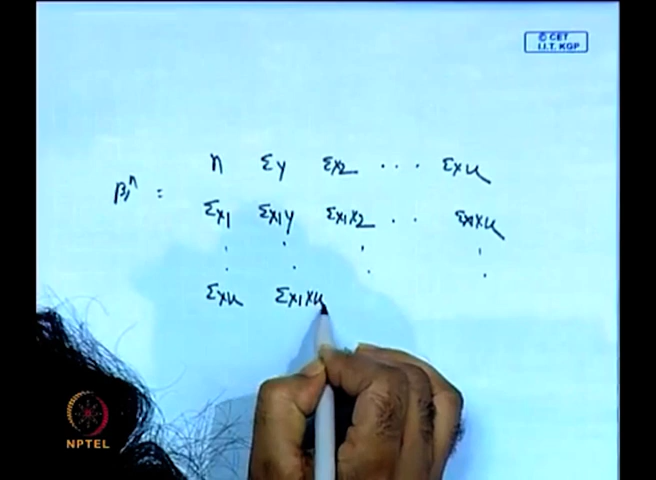 © CET
I.I.T. KGP
n Σy Σx2 ... Σxk
β1^n =
Σx1 Σx1y Σx1x2 .. Σx1xk
Σxk Σx1xk
NPTEL